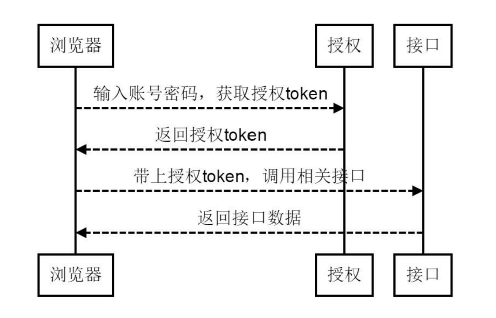 浏览器 授权 接口
输入账号密码，获取授权token
返回授权token
带上授权token，调用相关接口
返回接口数据
浏览器 授权 接口